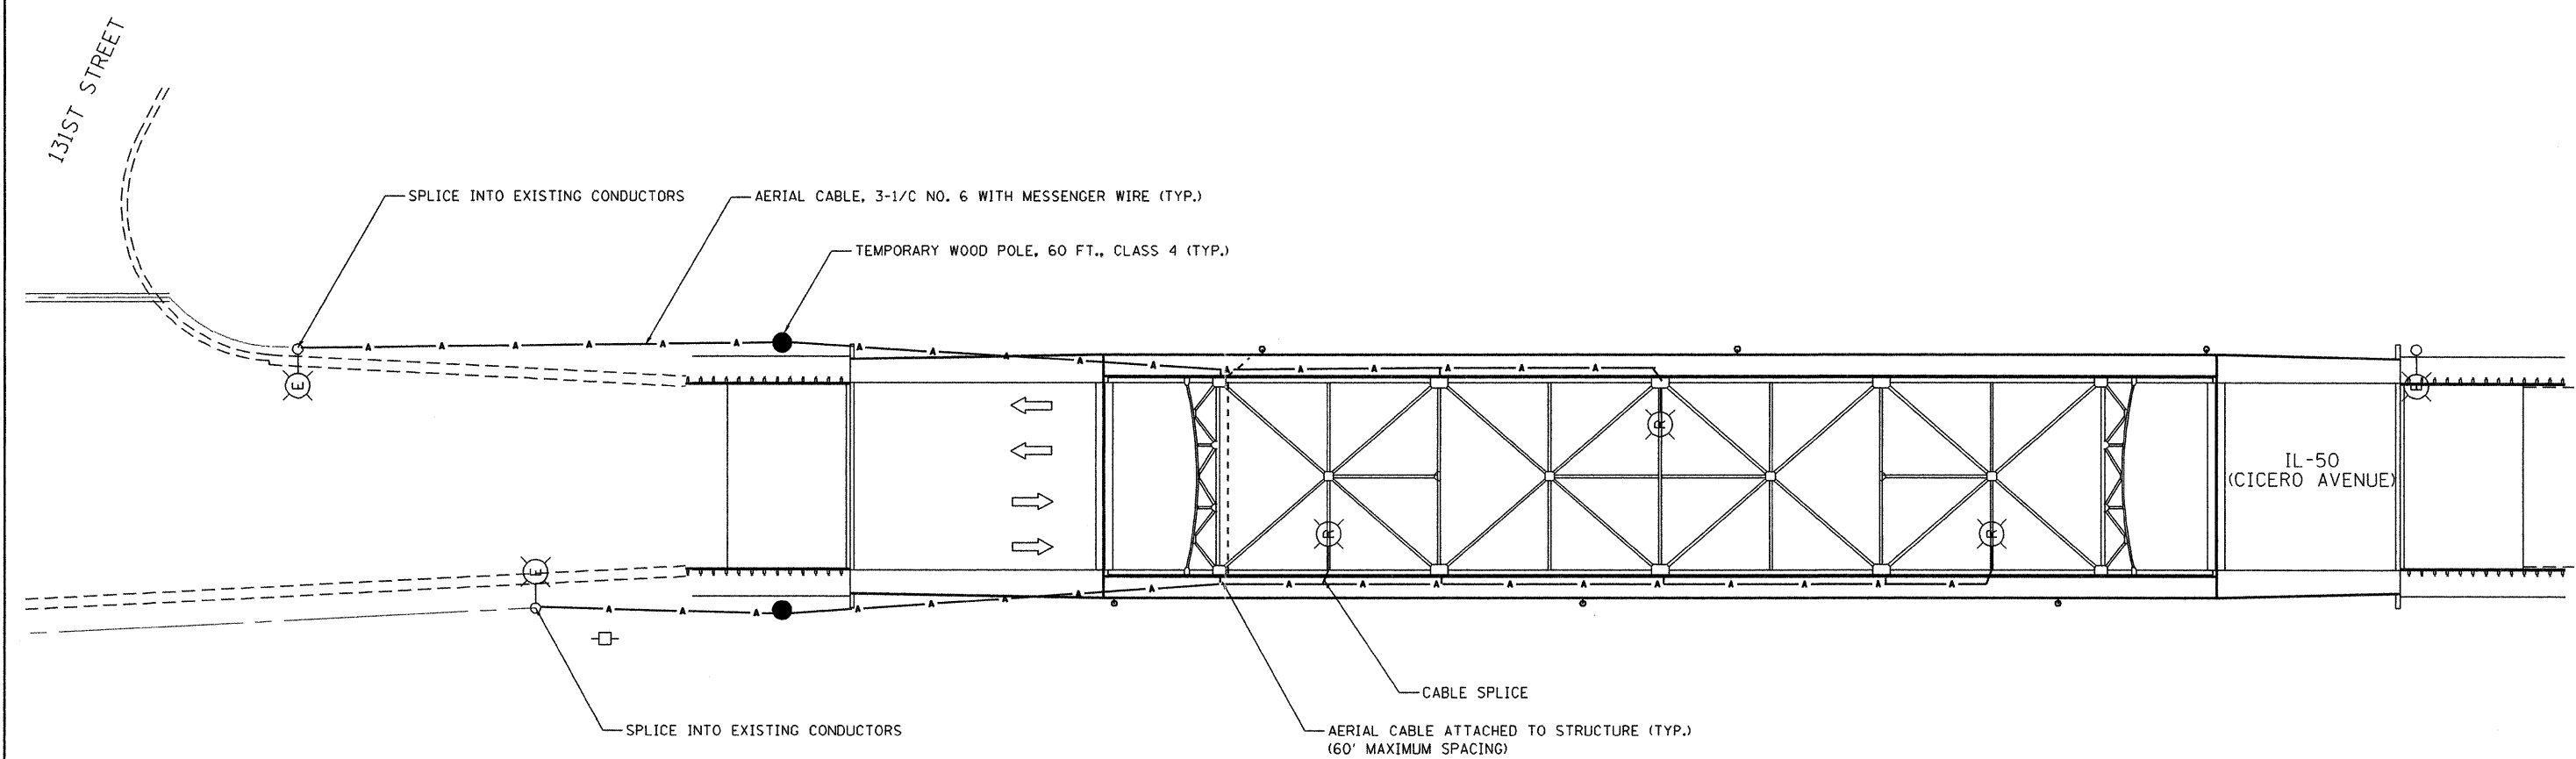 131ST STREET
SPLICE INTO EXISTING CONDUCTORS
AERIAL CABLE, 3-1/C NO. 6 WITH MESSENGER WIRE (TYP.)
TEMPORARY WOOD POLE, 60 FT., CLASS 4 (TYP.)
A A A A A A A A A A A A A A A A A
E
E
R
IL-50
(CICERO AVENUE)
R
R
E
A A A A A A A A A A A A A A A A A A A
CABLE SPLICE
SPLICE INTO EXISTING CONDUCTORS
AERIAL CABLE ATTACHED TO STRUCTURE (TYP.)
(60' MAXIMUM SPACING)